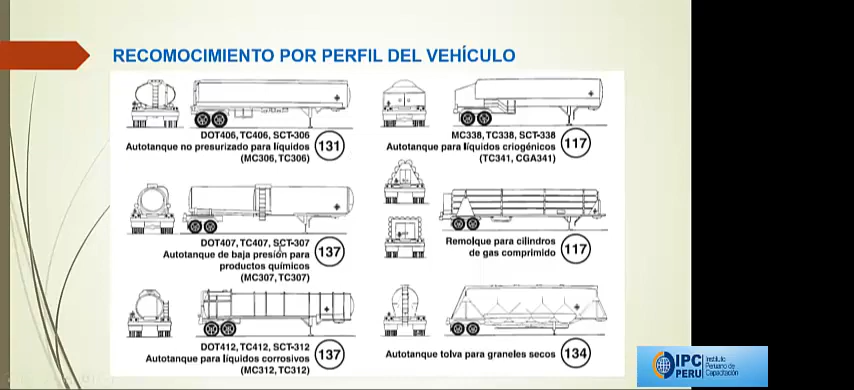 RECOMOCIMIENTO POR PERFIL DEL VEHÍCULO
DOT406, TC406, SCT-306
Autotanque no presurizado para líquidos
(MC306, TC306)
131
MC338, TC338, SCT-338
Autotanque para líquidos criogénicos
(TC341, CGA341)
117
DOT407, TC407, SCT-307
Autotanque de baja presión para
productos químicos
(MC307, TC307)
137
Remolque para cilindros
de gas comprimido
117
DOT412, TC412, SCT-312
Autotanque para líquidos corrosivos
(MC312, TC312)
137
Autotanque tolva para graneles secos
134
IPC
PERU
Instituto
Peruano de
Capacitación